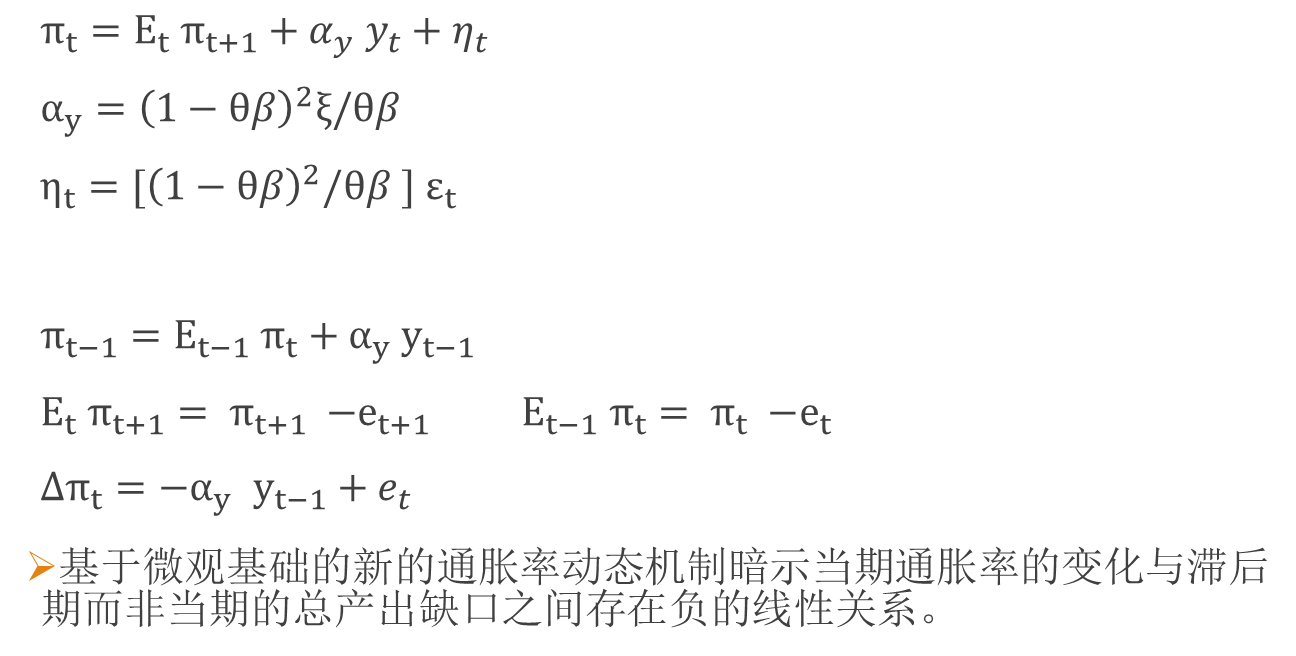 πₜ = Eₜ πₜ₊₁ + α_y yₜ + ηₜ
α_y = (1 − θβ)²ξ/θβ
ηₜ = [(1 − θβ)²/θβ ] εₜ
πₜ₋₁ = Eₜ₋₁ πₜ + α_y yₜ₋₁
Eₜ πₜ₊₁ = πₜ₊₁ −eₜ₊₁ Eₜ₋₁ πₜ = πₜ −eₜ
Δπₜ = −α_y yₜ₋₁ + eₜ
➢基于微观基础的新的通胀率动态机制暗示当期通胀率的变化与滞后
期而非当期的总产出缺口之间存在负的线性关系。